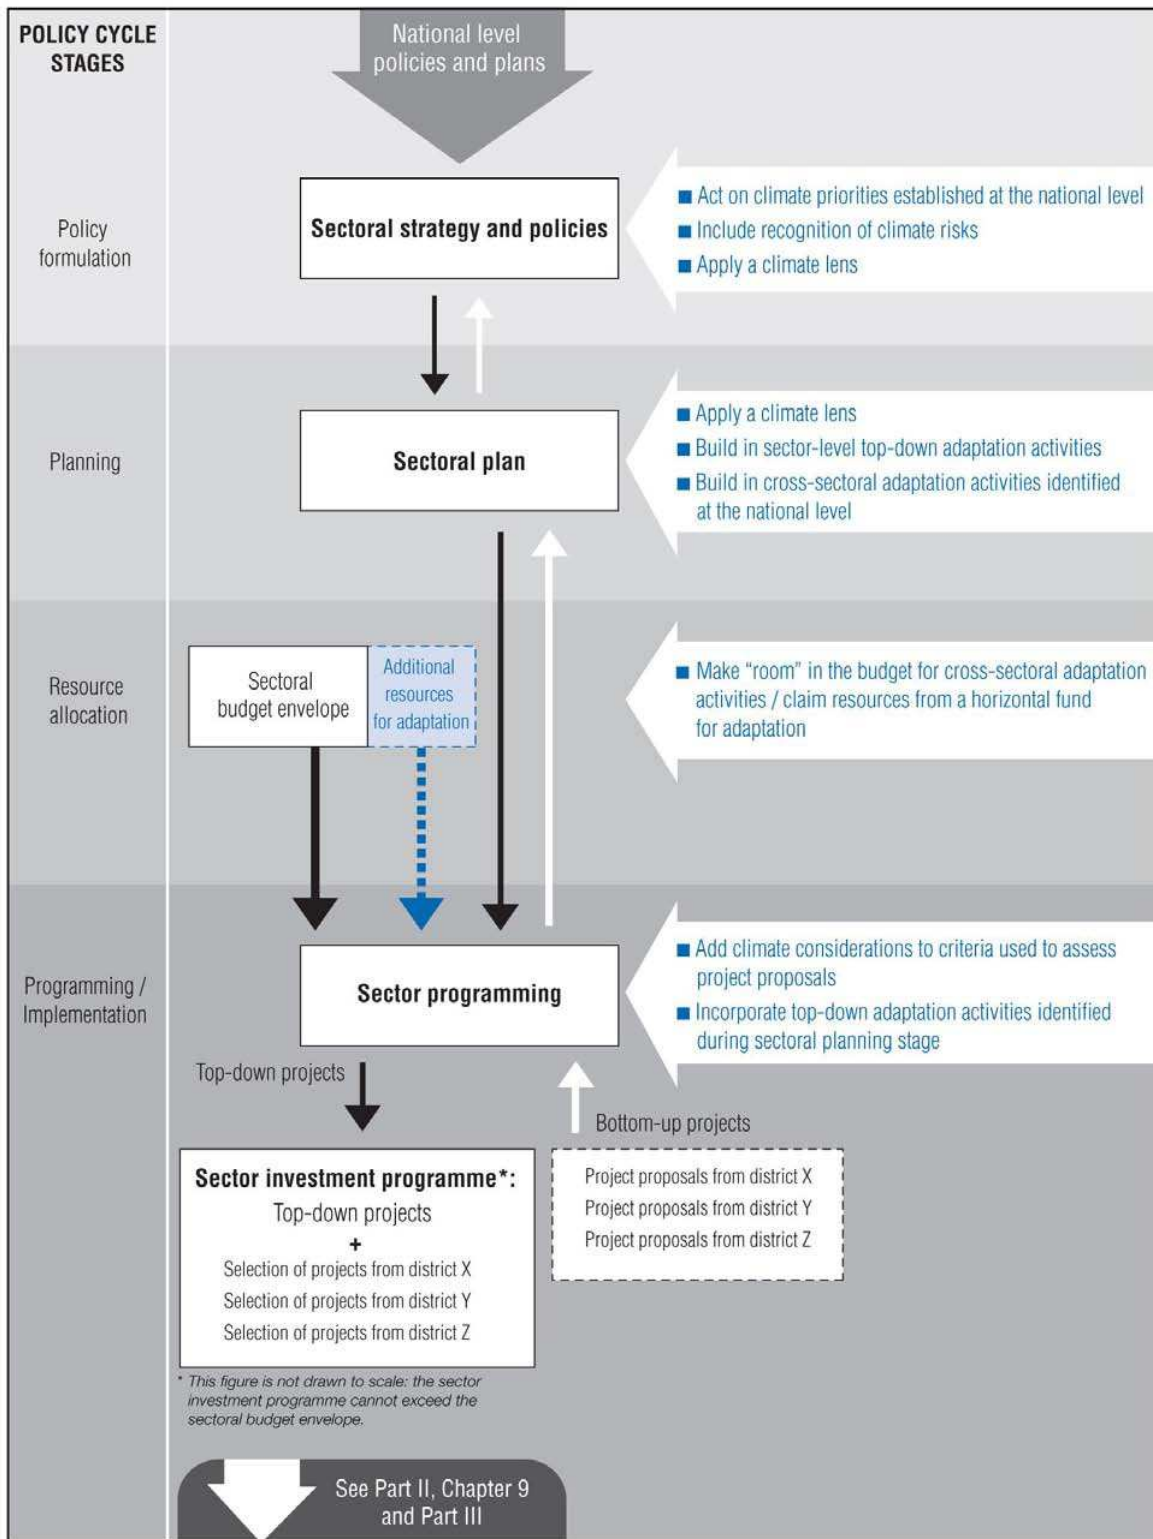 POLICY CYCLE
STAGES
National level
policies and plans
Policy
formulation
Sectoral strategy and policies
■ Act on climate priorities established at the national level
■ Include recognition of climate risks
■ Apply a climate lens
Planning
Sectoral plan
■ Apply a climate lens
■ Build in sector-level top-down adaptation activities
■ Build in cross-sectoral adaptation activities identified
at the national level
Resource
allocation
Sectoral
budget envelope
Additional
resources
for adaptation
■ Make “room” in the budget for cross-sectoral adaptation
activities / claim resources from a horizontal fund
for adaptation
Programming /
Implementation
Sector programming
■ Add climate considerations to criteria used to assess
project proposals
■ Incorporate top-down adaptation activities identified
during sectoral planning stage
Top-down projects
Bottom-up projects
Sector investment programme*:
Top-down projects
+
Selection of projects from district X
Selection of projects from district Y
Selection of projects from district Z
Project proposals from district X
Project proposals from district Y
Project proposals from district Z
* This figure is not drawn to scale: the sector
investment programme cannot exceed the
sectoral budget envelope.
See Part II, Chapter 9
and Part III